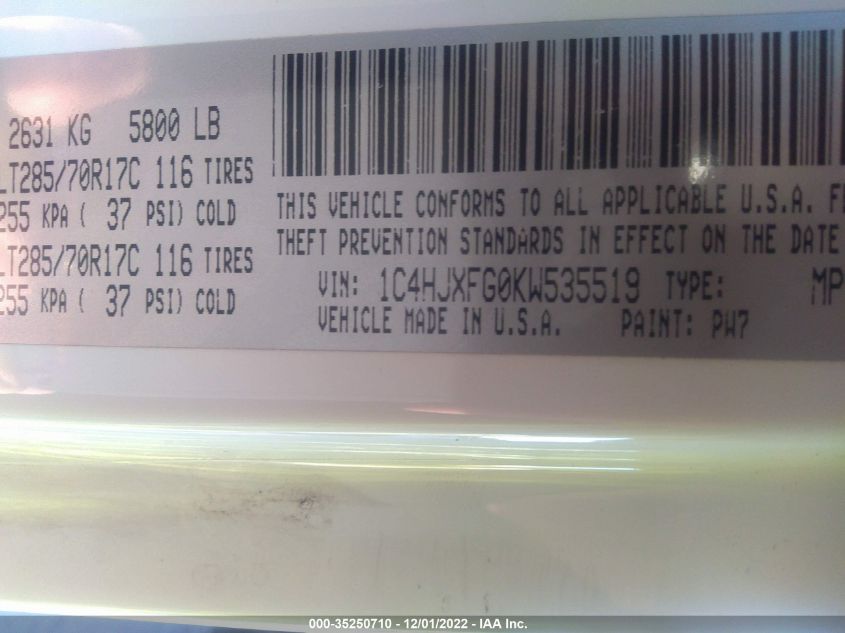 2631 KG 5800 LB
LT285/70R17C 116 TIRES
255 KPA ( 37 PSI) COLD
LT285/70R17C 116 TIRES
255 KPA ( 37 PSI) COLD
THIS VEHICLE CONFORMS TO ALL APPLICABLE U.S.A.
THEFT PREVENTION STANDARDS IN EFFECT ON THE DATE
VIN: 1C4HJXFG0KW535519 TYPE: MP
VEHICLE MADE IN U.S.A. PAINT: PW7
000-35250710 - 12/01/2022 - IAA Inc.